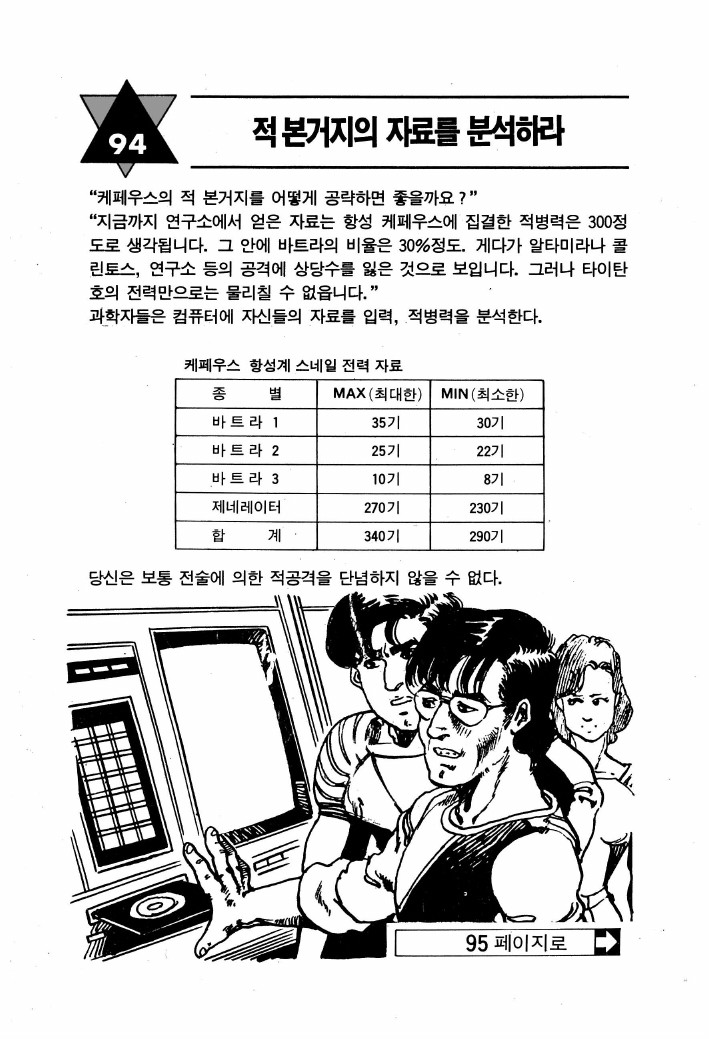 94
적 본거지의 자료를 분석하라
“케페우스의 적 본거지를 어떻게 공략하면 좋을까요?”
“지금까지 연구소에서 얻은 자료는 항성 케페우스에 집결한 적병력은 300정
도로 생각됩니다. 그 안에 바트라의 비율은 30%정도. 게다가 알타미라나 콜
린토스, 연구소 등의 공격에 상당수를 잃은 것으로 보입니다. 그러나 타이탄
호의 전력만으로는 물리칠 수 없읍니다.”
과학자들은 컴퓨터에 자신들의 자료를 입력, 적병력을 분석한다.
케페우스 항성계 스네일 전력 자료
종 별 MAX(최대한) MIN(최소한)
바트라 1 35기 30기
바트라 2 25기 22기
바트라 3 10기 8기
제네레이터 270기 230기
합 계 340기 290기
당신은 보통 전술에 의한 적공격을 단념하지 않을 수 없다.
95 페이지로